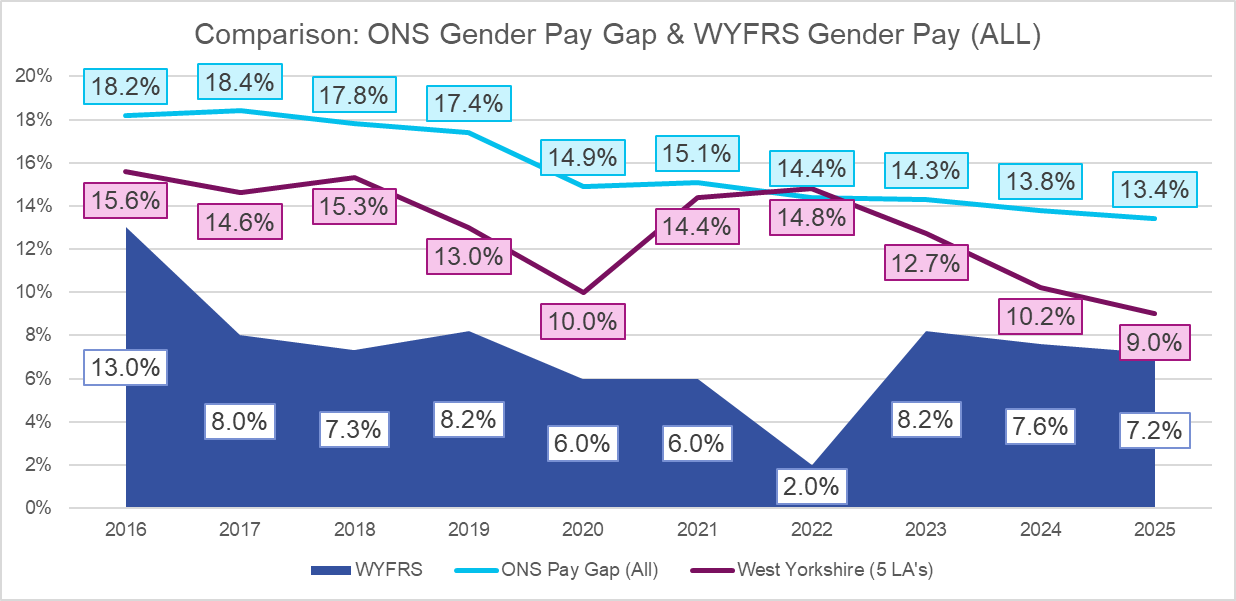 Comparison: ONS Gender Pay Gap & WYFRS Gender Pay (ALL)
20%
18%
16%
14%
12%
10%
8%
6%
4%
2%
0%
18.2% 18.4% 17.8% 17.4% 14.9% 15.1% 14.4% 14.3% 13.8% 13.4%
15.6% 14.6% 15.3% 13.0% 10.0% 14.4% 14.8% 12.7% 10.2% 9.0%
13.0% 8.0% 7.3% 8.2% 6.0% 6.0% 2.0% 8.2% 7.6% 7.2%
2016 2017 2018 2019 2020 2021 2022 2023 2024 2025
WYFRS ONS Pay Gap (All) West Yorkshire (5 LA's)